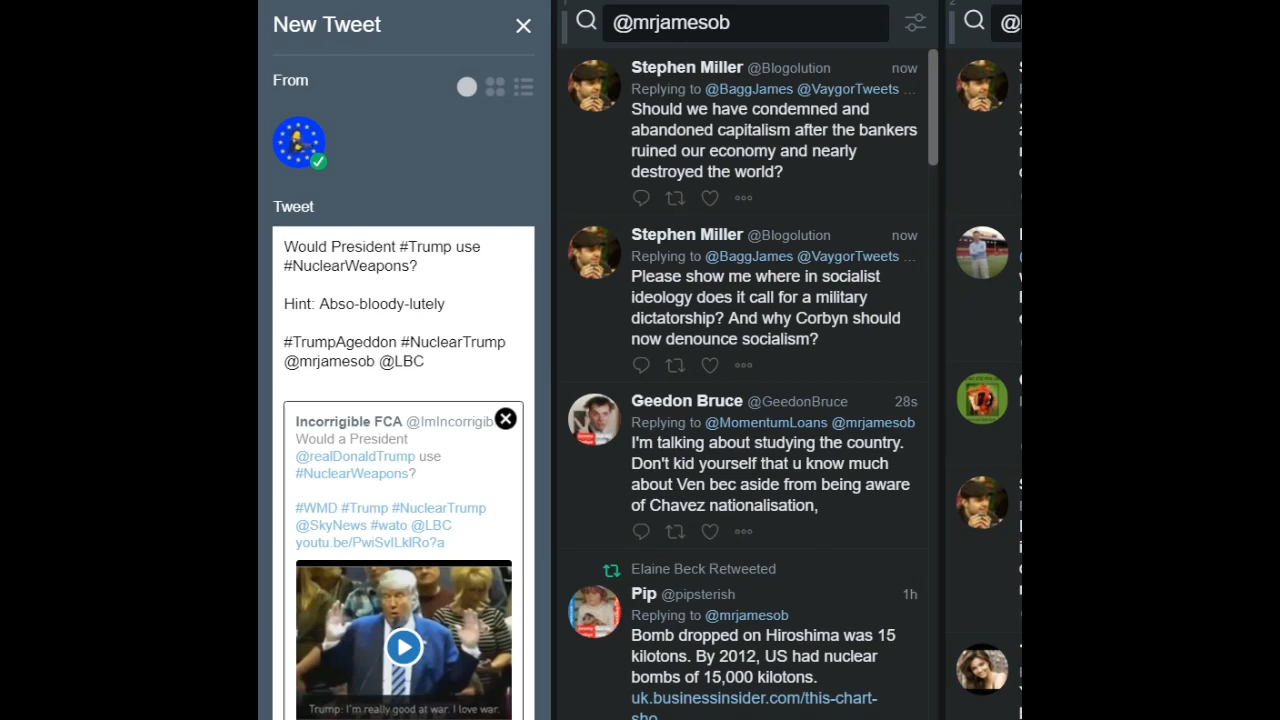 New Tweet
From
Tweet
Would President #Trump use
#NuclearWeapons?
Hint: Abso-bloody-lutely
#TrumpAgeddon #NuclearTrump
@mrjamesob @LBC
Incorrigible FCA @ImIncorrigib
Would a President
@realDonaldTrump use
#NuclearWeapons?
#WMD #Trump #NuclearTrump
@SkyNews #wato @LBC
Trump: I'm really good at war. I love war.
1
@mrjamesob
Stephen Miller @Blogolution now
Replying to @BaggJames @VaygorTweets ...
Should we have condemned and
abandoned capitalism after the bankers
ruined our economy and nearly
destroyed the world?
Stephen Miller @Blogolution now
Replying to @BaggJames @VaygorTweets ...
Please show me where in socialist
ideology does it call for a military
dictatorship? And why Corbyn should
now denounce socialism?
Geedon Bruce @GeedonBruce 28s
Replying to @MomentumLoans @mrjamesob
I'm talking about studying the country.
Don't kid yourself that u know much
about Ven bec aside from being aware
of Chavez nationalisation,
Elaine Beck Retweeted
Pip @pipsterish 1h
Replying to @mrjamesob
Bomb dropped on Hiroshima was 15
kilotons. By 2012, US had nuclear
bombs of 15,000 kilotons.
uk.businessinsider.com/this-chart-
sho…
2
@